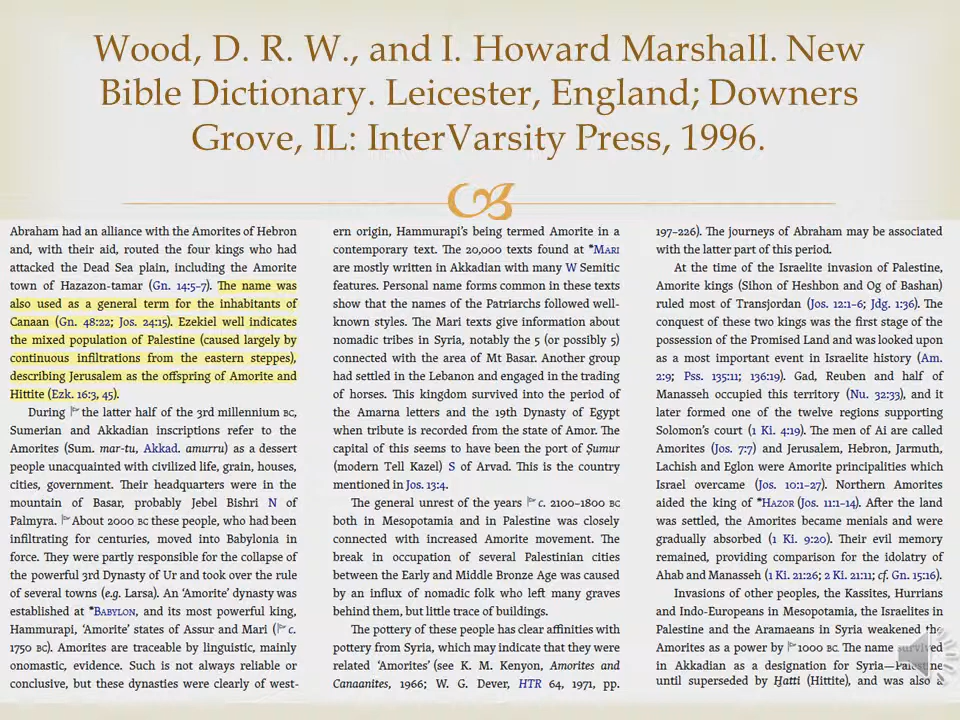 Wood, D. R. W., and I. Howard Marshall. New
Bible Dictionary. Leicester, England; Downers
Grove, IL: InterVarsity Press, 1996.
Abraham had an alliance with the Amorites of Hebron
and, with their aid, routed the four kings who had
attacked the Dead Sea plain, including the Amorite
town of Hazazon-tamar (Gn. 14:5–7). The name was
also used as a general term for the inhabitants of
Canaan (Gn. 48:22; Jos. 24:15). Ezekiel well indicates
the mixed population of Palestine (caused largely by
continuous infiltrations from the eastern steppes),
describing Jerusalem as the offspring of Amorite and
Hittite (Ezk. 16:3, 45).
During the latter half of the 3rd millennium BC,
Sumerian and Akkadian inscriptions refer to the
Amorites (Sum. mar-tu, Akkad. amurru) as a dessert
people unacquainted with civilized life, grain, houses,
cities, government. Their headquarters were in the
mountain of Basar, probably Jebel Bishri N of
Palmyra. About 2000 BC these people, who had been
infiltrating for centuries, moved into Babylonia in
force. They were partly responsible for the collapse of
the powerful 3rd Dynasty of Ur and took over the rule
of several towns (e.g. Larsa). An ‘Amorite’ dynasty was
established at *BABYLON, and its most powerful king,
Hammurapi, ‘Amorite’ states of Assur and Mari (c.
1750 BC). Amorites are traceable by linguistic, mainly
onomastic, evidence. Such is not always reliable or
conclusive, but these dynasties were clearly of west-
ern origin, Hammurapi’s being termed Amorite in a
contemporary text. The 20,000 texts found at *MARI
are mostly written in Akkadian with many W Semitic
features. Personal name forms common in these texts
show that the names of the Patriarchs followed well-
known styles. The Mari texts give information about
nomadic tribes in Syria, notably the 5 (or possibly 5)
connected with the area of Mt Basar. Another group
had settled in the Lebanon and engaged in the trading
of horses. This kingdom survived into the period of
the Amarna letters and the 19th Dynasty of Egypt
when tribute is recorded from the state of Amor. The
capital of this seems to have been the port of Ṣumur
(modern Tell Kazel) S of Arvad. This is the country
mentioned in Jos. 13:4.
The general unrest of the years c. 2100–1800 BC
both in Mesopotamia and in Palestine was closely
connected with increased Amorite movement. The
break in occupation of several Palestinian cities
between the Early and Middle Bronze Age was caused
by an influx of nomadic folk who left many graves
behind them, but little trace of buildings.
The pottery of these people has clear affinities with
pottery from Syria, which may indicate that they were
related ‘Amorites’ (see K. M. Kenyon, Amorites and
Canaanites, 1966; W. G. Dever, HTR 64, 1971, pp.
197–226). The journeys of Abraham may be associated
with the latter part of this period.
At the time of the Israelite invasion of Palestine,
Amorite kings (Sihon of Heshbon and Og of Bashan)
ruled most of Transjordan (Jos. 12:1–6; Jdg. 1:36). The
conquest of these two kings was the first stage of the
possession of the Promised Land and was looked upon
as a most important event in Israelite history (Am.
2:9; Pss. 135:11; 136:19). Gad, Reuben and half of
Manasseh occupied this territory (Nu. 32:33), and it
later formed one of the twelve regions supporting
Solomon’s court (1 Ki. 4:19). The men of Ai are called
Amorites (Jos. 7:7) and Jerusalem, Hebron, Jarmuth,
Lachish and Eglon were Amorite principalities which
Israel overcame (Jos. 10:1–27). Northern Amorites
aided the king of *HAZOR (Jos. 11:1–14). After the land
was settled, the Amorites became menials and were
gradually absorbed (1 Ki. 9:20). Their evil memory
remained, providing comparison for the idolatry of
Ahab and Manasseh (1 Ki. 21:26; 2 Ki. 21:11; cf. Gn. 15:16).
Invasions of other peoples, the Kassites, Hurrians
and Indo-Europeans in Mesopotamia, the Israelites in
Palestine and the Aramaeans in Syria weakened the
Amorites as a power by 1000 BC. The name survived
in Akkadian as a designation for Syria—Palestine
until superseded by Ḫatti (Hittite), and was also a